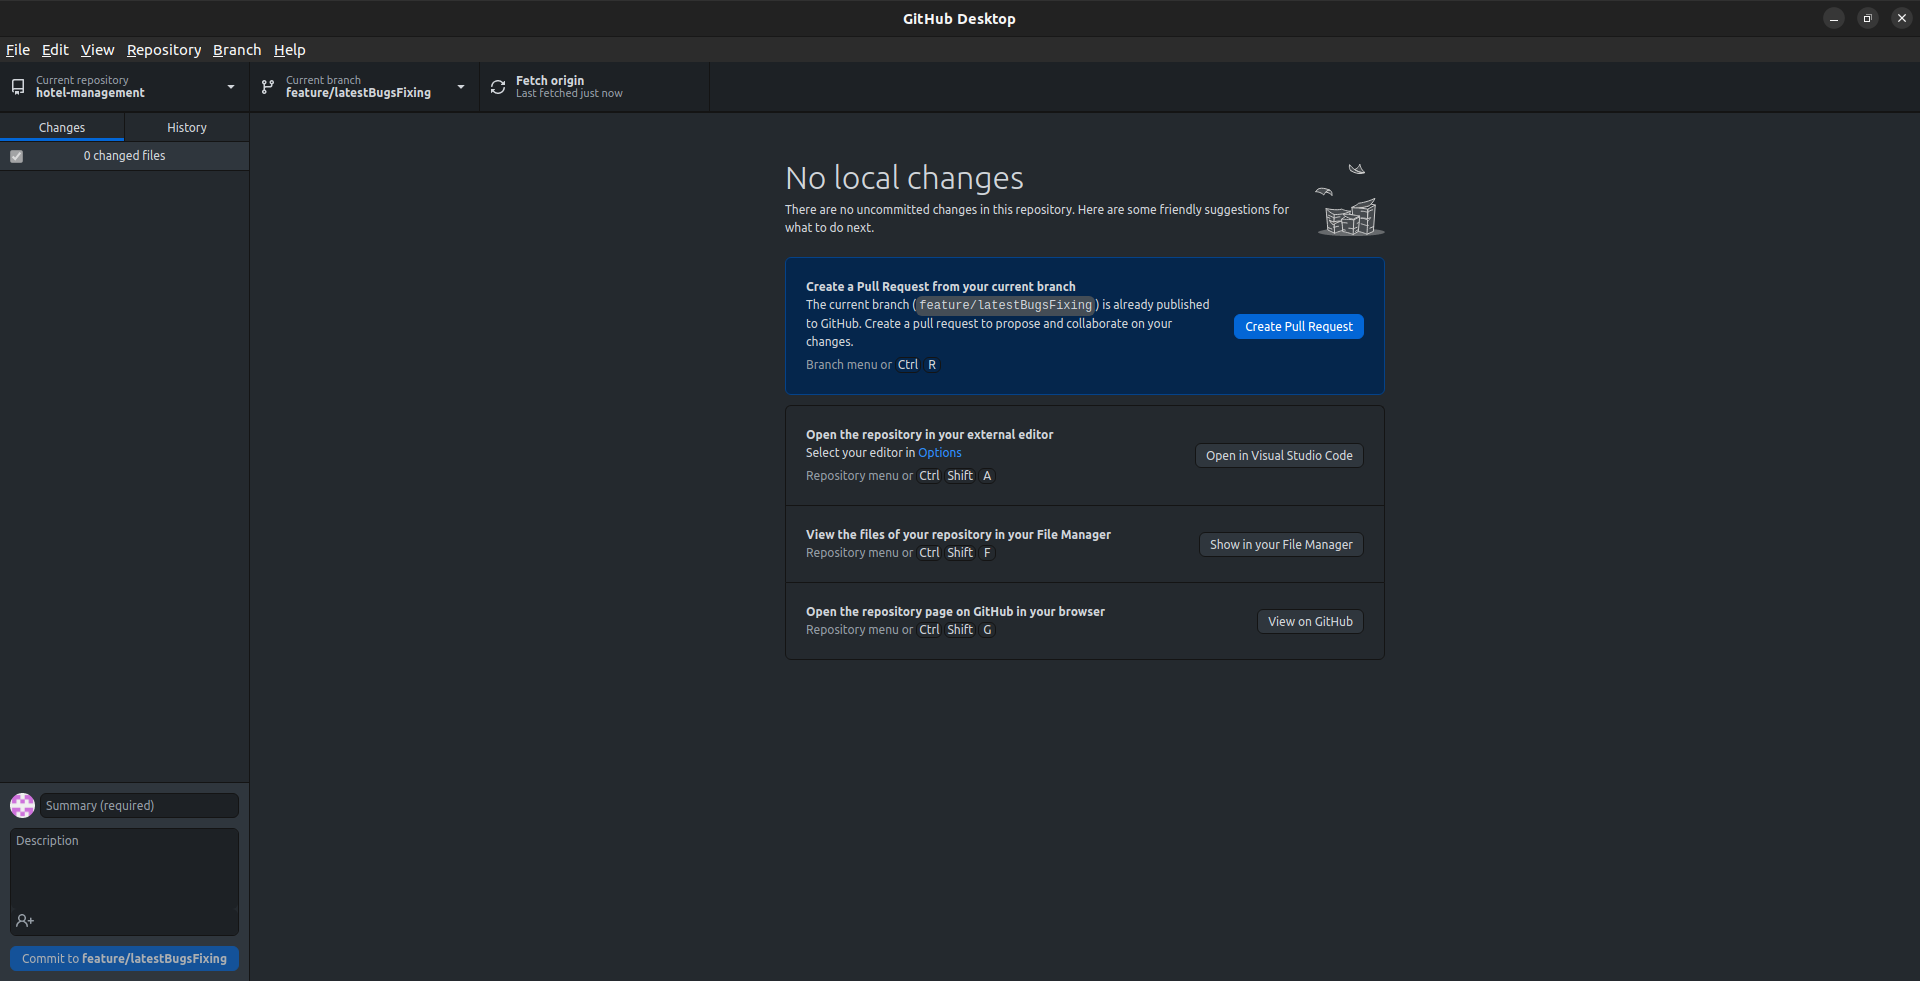 GitHub Desktop
File Edit View Repository Branch Help
Current repository
hotel-management
Current branch
feature/latestBugsFixing
Fetch origin
Last fetched just now
Changes
History
0 changed files
No local changes
There are no uncommitted changes in this repository. Here are some friendly suggestions for
what to do next.
Create a Pull Request from your current branch
The current branch (feature/latestBugsFixing) is already published
to GitHub. Create a pull request to propose and collaborate on your
changes.
Branch menu or Ctrl R
Create Pull Request
Open the repository in your external editor
Select your editor in Options
Repository menu or Ctrl Shift A
Open in Visual Studio Code
View the files of your repository in your File Manager
Repository menu or Ctrl Shift F
Show in your File Manager
Open the repository page on GitHub in your browser
Repository menu or Ctrl Shift G
View on GitHub
Summary (required)
Description
Commit to feature/latestBugsFixing